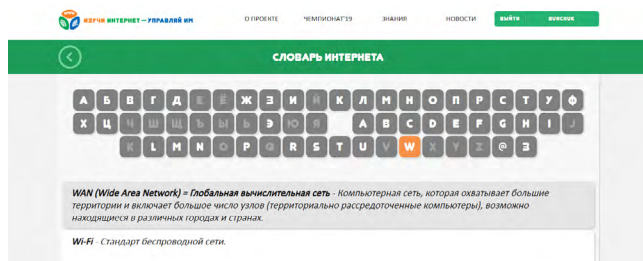 ИЗУЧИ ИНТЕРНЕТ — УПРАВЛЯЙ ИМ О ПРОЕКТЕ ЧЕМПИОНАТ'19 ЗНАНИЯ НОВОСТИ ВЫЙТИ BURCHUK
СЛОВАРЬ ИНТЕРНЕТА
А Б В Г Д Е Ё Ж З И Й К Л М Н О П Р С Т У Ф
Х Ц Ч Ш Щ Ъ Ы Ь Э Ю Я A B C D E F G H I J
K L M N O P Q R S T U V W X Y Z @ 3
WAN (Wide Area Network) = Глобальная вычислительная сеть - Компьютерная сеть, которая охватывает большие
территории и включает большое число узлов (территориально рассредоточенные компьютеры), возможно
находящиеся в различных городах и странах.
Wi-Fi - Стандарт беспроводной сети.